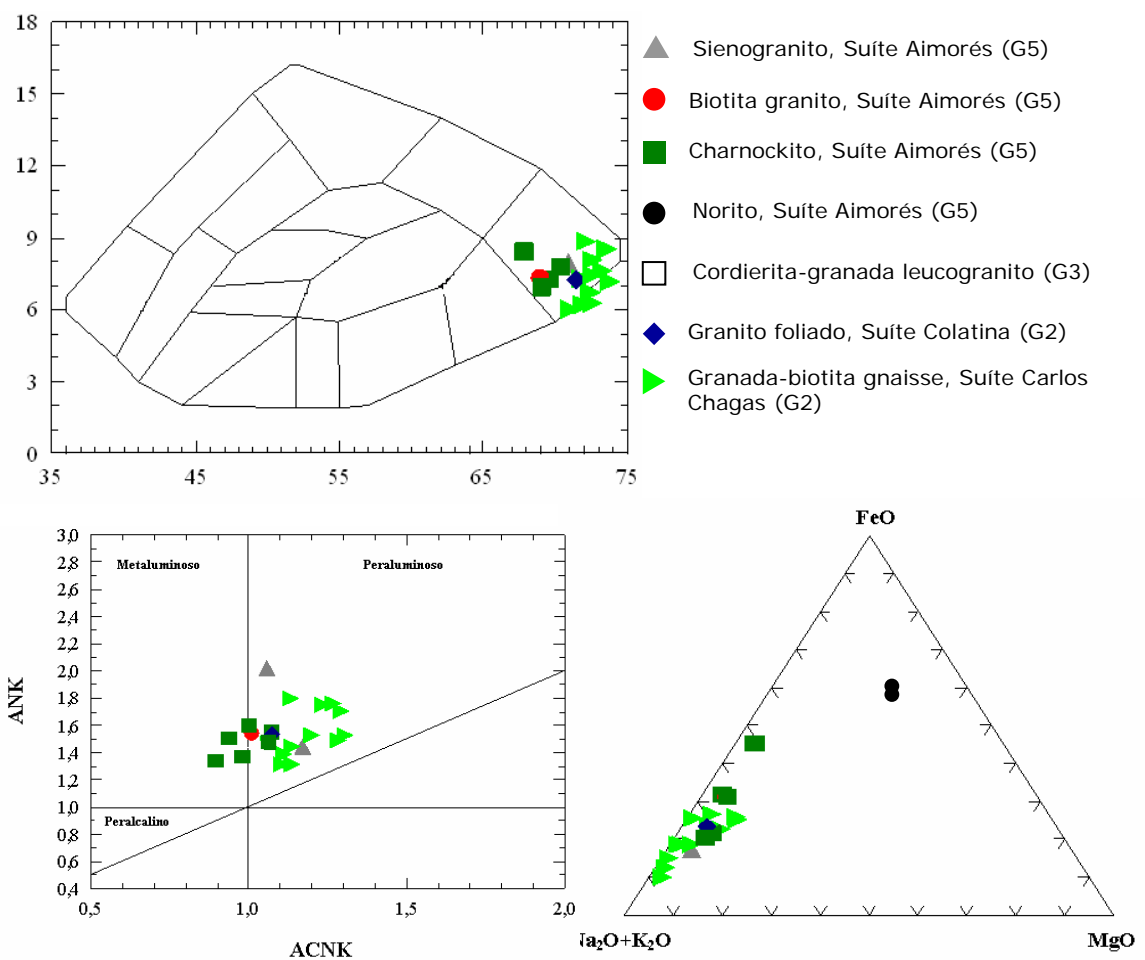 18
15
12
9
6
3
0
35
45
55
65
75
Sienogranito, Suíte Aimorés (G5)
Biotita granito, Suíte Aimorés (G5)
Charnockito, Suíte Aimorés (G5)
Norito, Suíte Aimorés (G5)
Cordierita-granada leucogranito (G3)
Granito foliado, Suíte Colatina (G2)
Granada-biotita gnaisse, Suíte Carlos
Chagas (G2)
3,0
2,8
2,6
2,4
2,2
2,0
1,8
1,6
1,4
1,2
1,0
0,8
0,6
0,4
ANK
Metaluminoso
Peraluminoso
Peralcalino
0,5
1,0
1,5
2,0
ACNK
FeO
Na₂O+K₂O
MgO